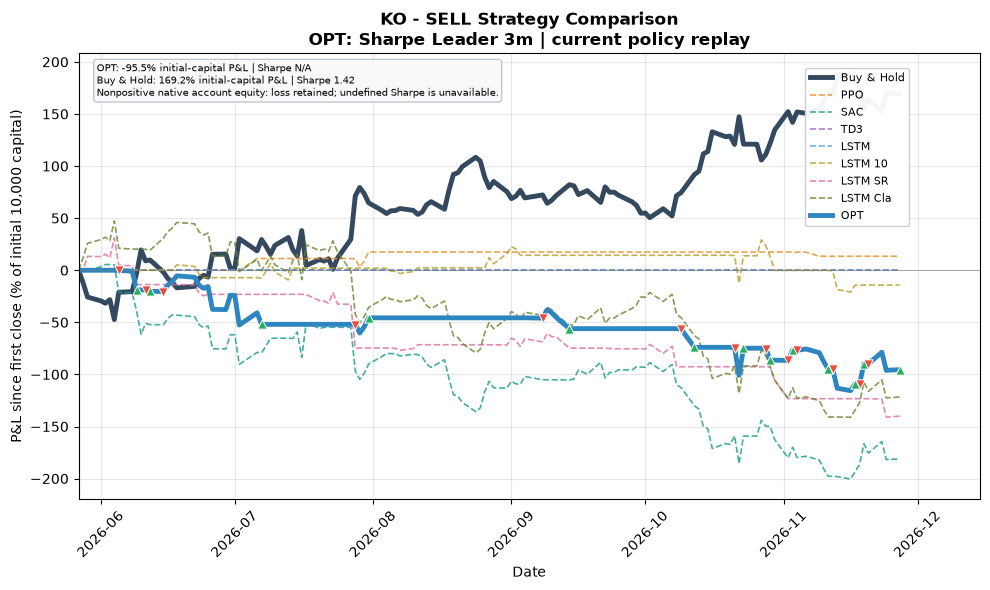 KO - SELL Strategy Comparison
OPT: Sharpe Leader 3m | current policy replay
OPT: -95.5% initial-capital P&L | Sharpe N/A
Buy & Hold: 169.2% initial-capital P&L | Sharpe 1.42
Nonpositive native account equity: loss retained; undefined Sharpe is unavailable.
Buy & Hold
PPO
SAC
TD3
LSTM
LSTM 10
LSTM SR
LSTM Cla
OPT
P&L since first close (% of initial 10,000 capital)
200
150
100
50
0
−50
−100
−150
−200
2026-06
2026-07
2026-08
2026-09
2026-10
2026-11
2026-12
Date